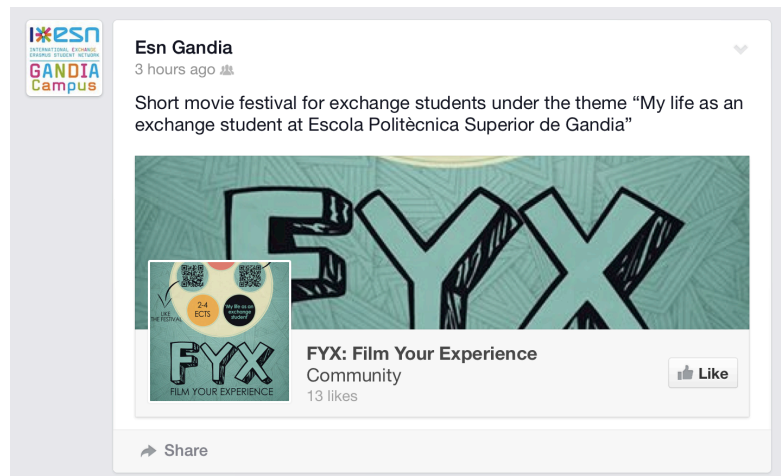 esn
INTERNATIONAL EXCHANGE
ERASMUS STUDENT NETWORK
GANDIA
Campus
Esn Gandia
3 hours ago
Short movie festival for exchange students under the theme “My life as an
exchange student at Escola Politècnica Superior de Gandia”
FYX
LIKE
THE FESTIVAL
2-4
ECTS
"My life as an
exchange
student"
FYX
FILM YOUR EXPERIENCE
FYX: Film Your Experience
Community
13 likes
Like
Share